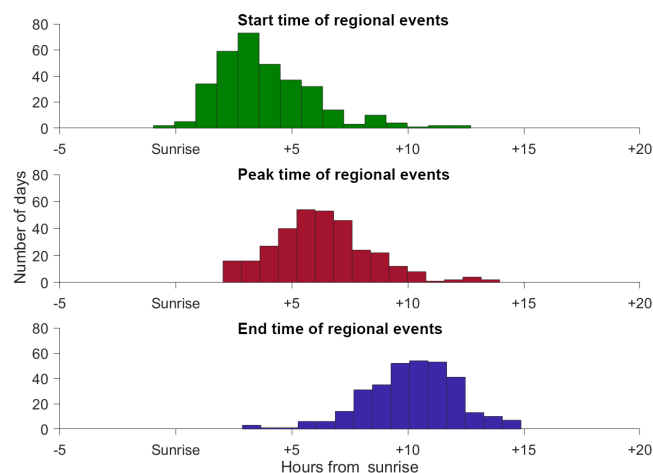 Start time of regional events
80
60
40
20
0
-5 Sunrise +5 +10 +15 +20
Peak time of regional events
80
60
40
20
0
-5 Sunrise +5 +10 +15 +20
Number of days
End time of regional events
80
60
40
20
0
-5 Sunrise +5 +10 +15 +20
Hours from sunrise